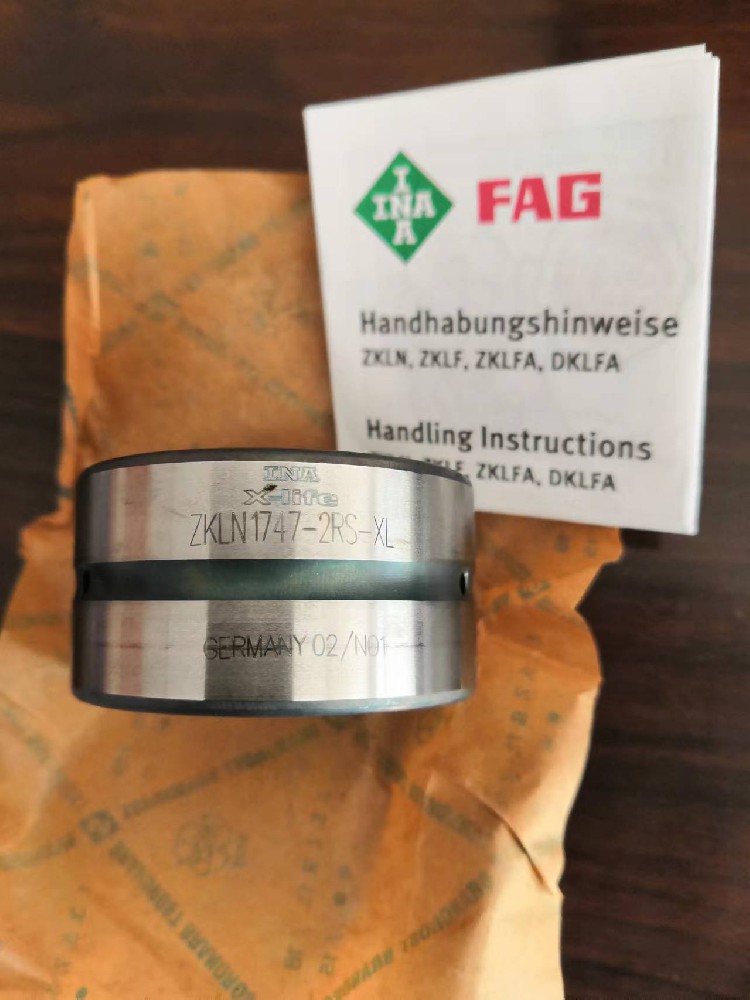 INA
INA
FAG
Handhabungshinweise
ZKLN, ZKLF, ZKLFA, DKLFA
Handling Instructions
ZKLF, ZKLFA, DKLFA
INA
X-life
ZKLN1747-2RS-XL
GERMANY 02/N01